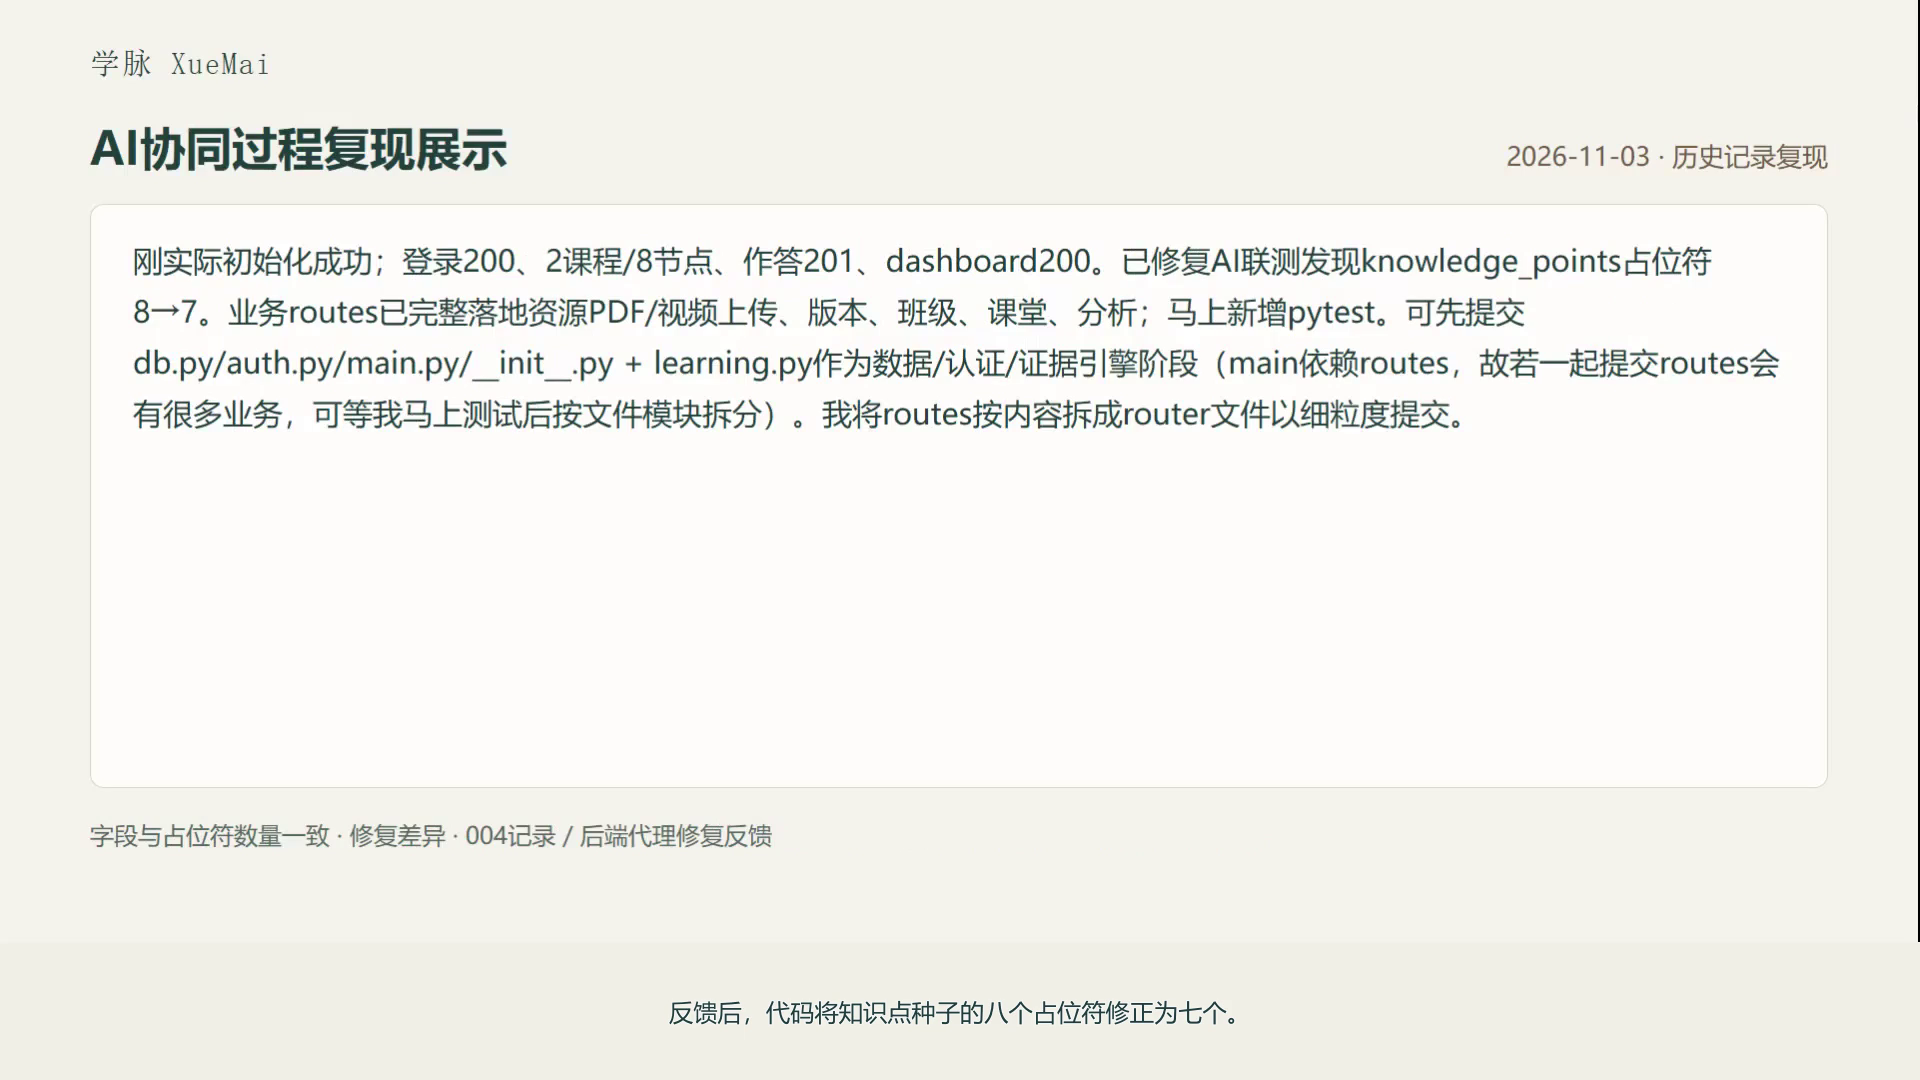 学脉 XueMai
AI协同过程复现展示
2026-11-03 · 历史记录复现
刚实际初始化成功；登录200、2课程/8节点、作答201、dashboard200。已修复AI联测发现knowledge_points占位符
8→7。业务routes已完整落地资源PDF/视频上传、版本、班级、课堂、分析；马上新增pytest。可先提交
db.py/auth.py/main.py/__init__.py + learning.py作为数据/认证/证据引擎阶段（main依赖routes，故若一起提交routes会
有很多业务，可等我马上测试后按文件模块拆分）。我将routes按内容拆成router文件以细粒度提交。
字段与占位符数量一致 · 修复差异 · 004记录 / 后端代理修复反馈
反馈后，代码将知识点种子的八个占位符修正为七个。